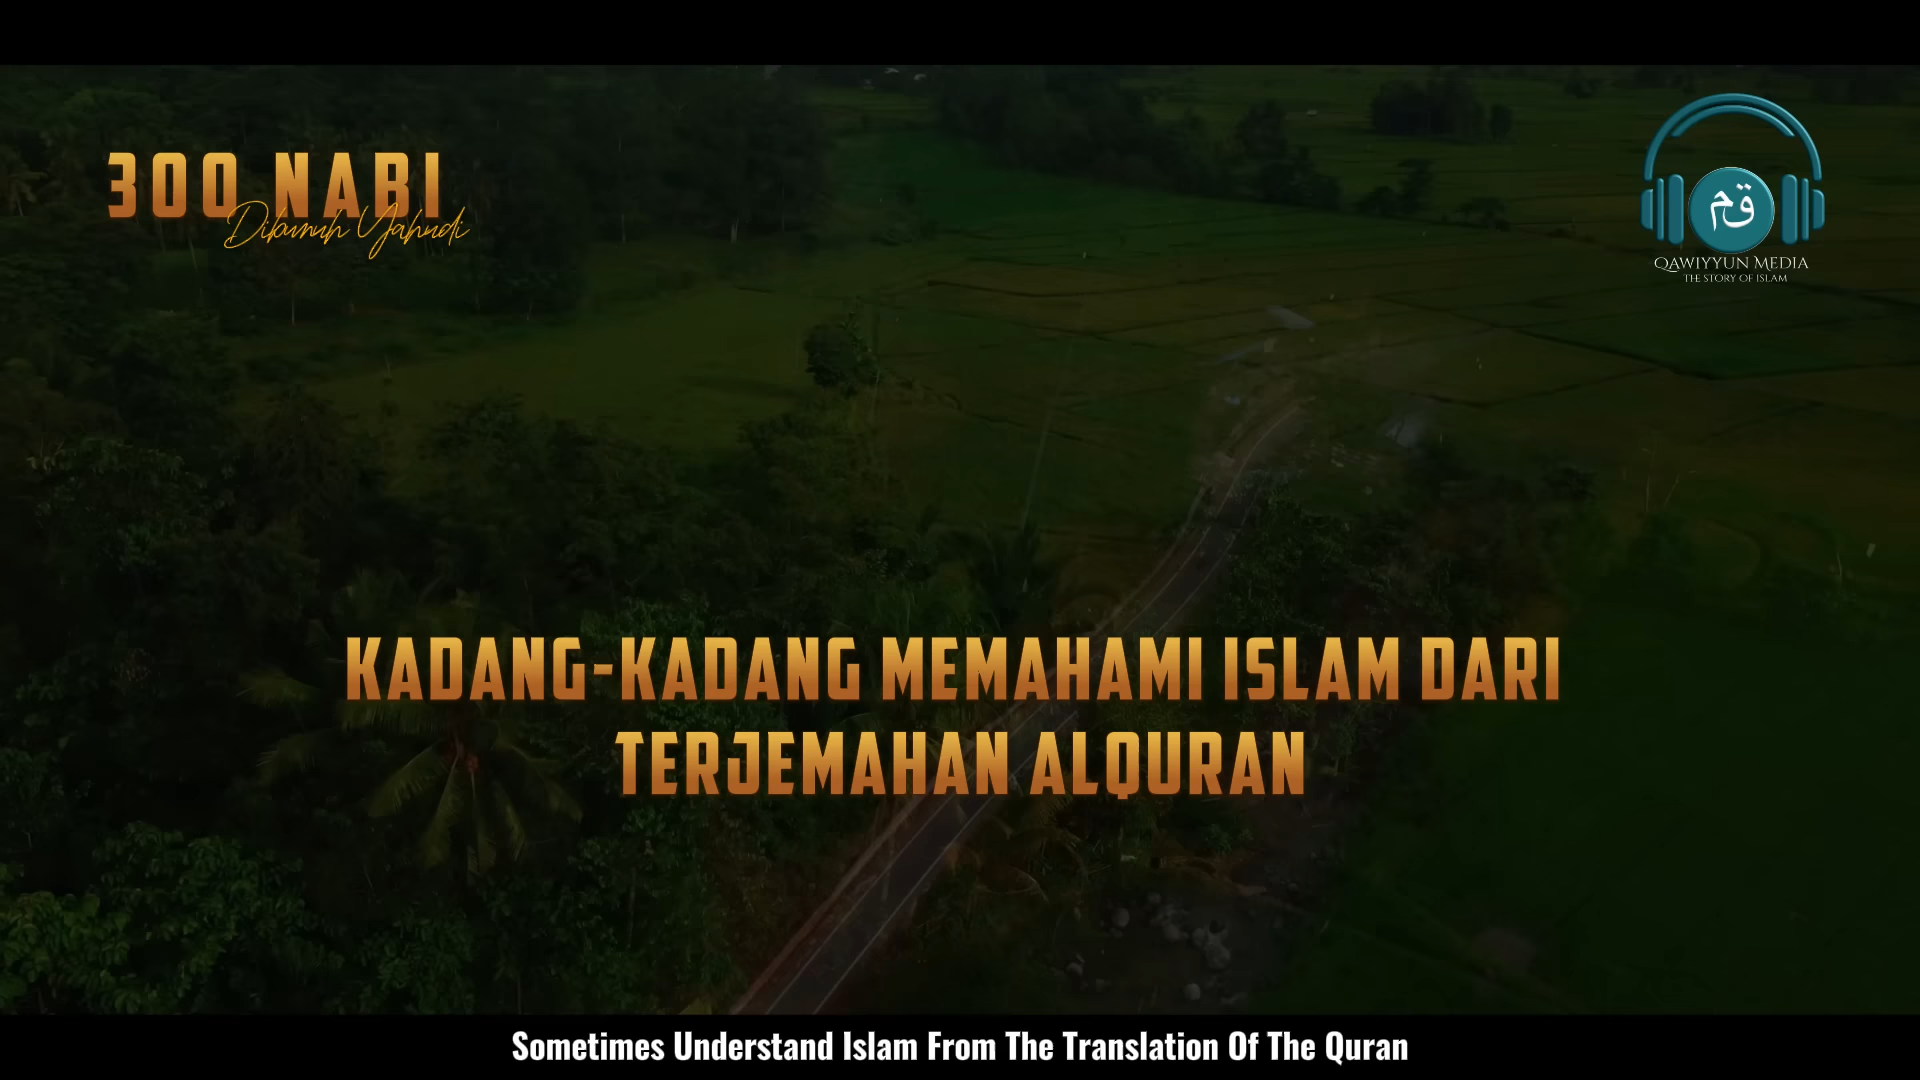 300 NABI
Dibunuh Yahudi
قم
QAWIYYUN MEDIA
THE STORY OF ISLAM
KADANG-KADANG MEMAHAMI ISLAM DARI
TERJEMAHAN ALQURAN
Sometimes Understand Islam From The Translation Of The Quran